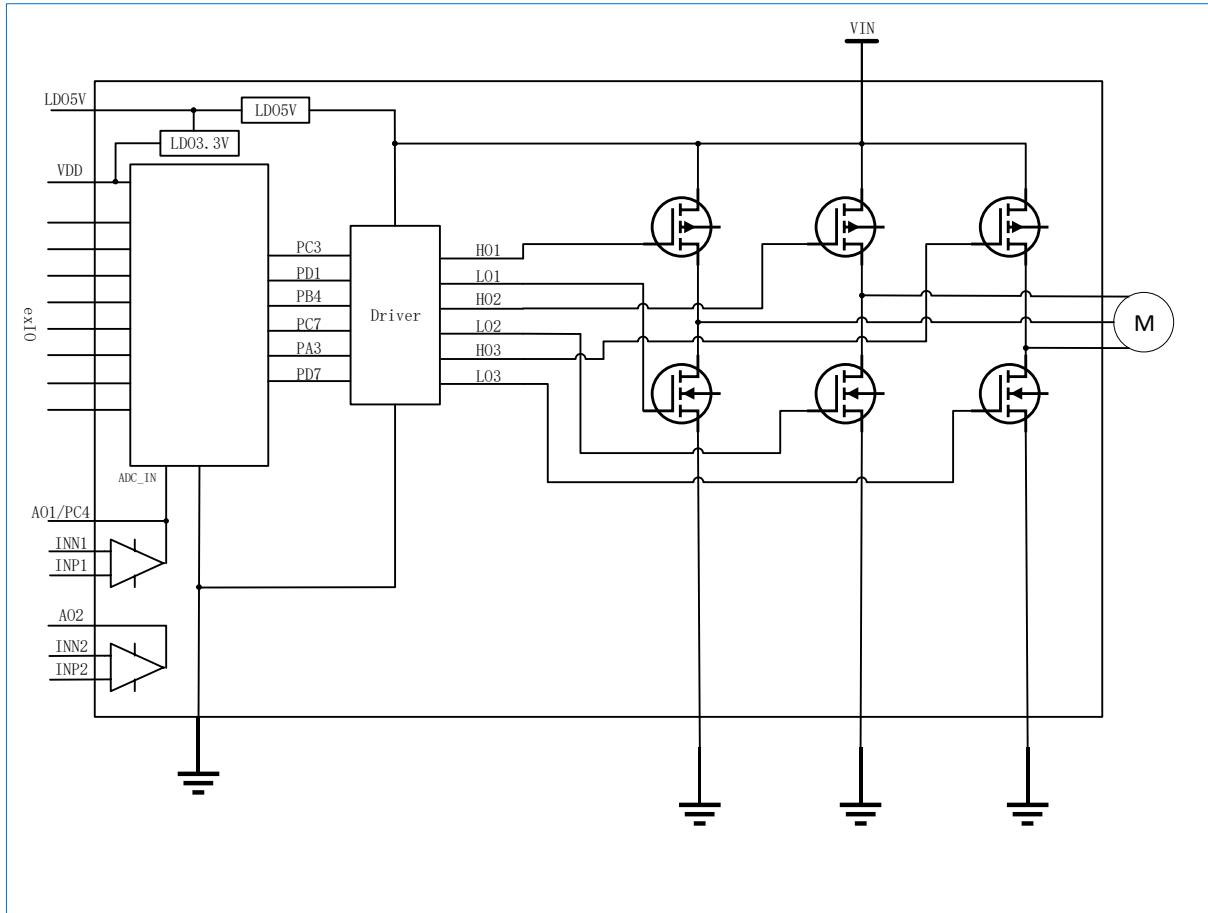 VIN
LDO5V
LDO5V
LDO3.3V
VDD
exIO
PC3
PD1
PB4
PC7
PA3
PD7
Driver
HO1
LO1
HO2
LO2
HO3
LO3
M
ADC_IN
AO1/PC4
INN1
INP1
AO2
INN2
INP2